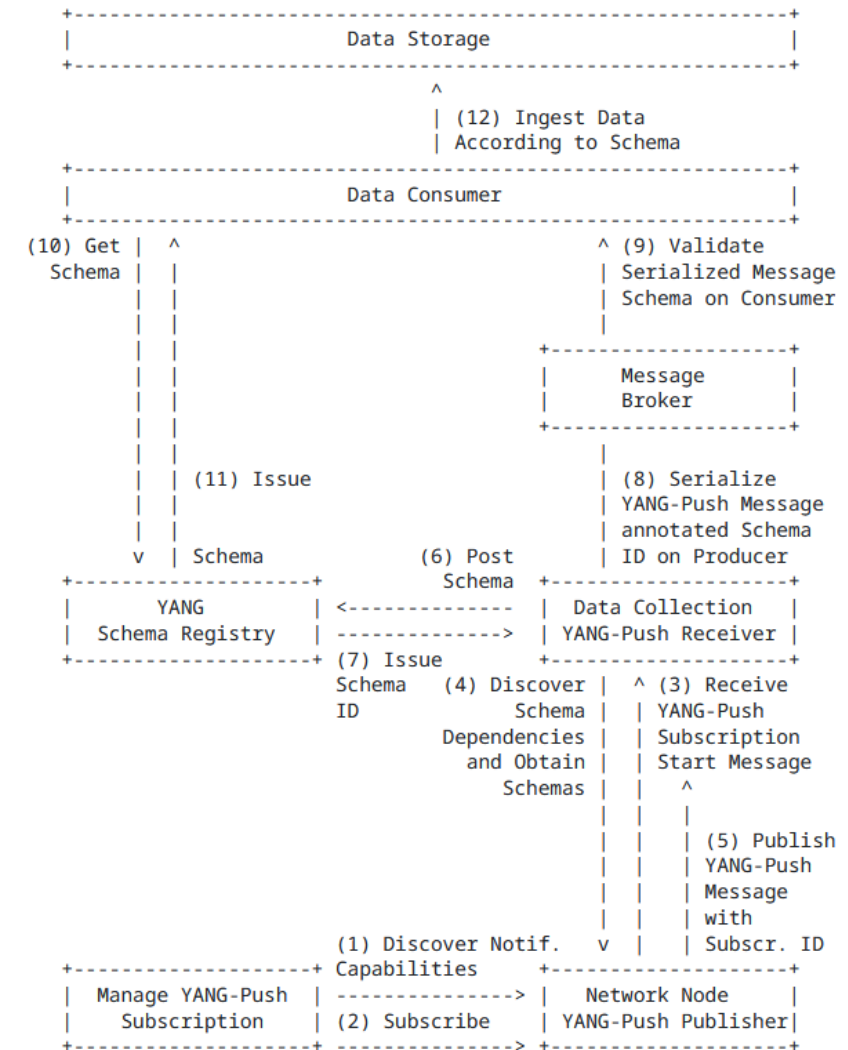 Data Storage
(12) Ingest Data
According to Schema
Data Consumer
(10) Get
Schema
(9) Validate
Serialized Message
Schema on Consumer
Message
Broker
(11) Issue
Schema
(8) Serialize
YANG-Push Message
annotated Schema
ID on Producer
(6) Post
Schema
YANG
Schema Registry
Data Collection
YANG-Push Receiver
(7) Issue
Schema
ID
(4) Discover
Schema
Dependencies
and Obtain
Schemas
(3) Receive
YANG-Push
Subscription
Start Message
(5) Publish
YANG-Push
Message
with
Subscr. ID
(1) Discover Notif.
Capabilities
Manage YANG-Push
Subscription
(2) Subscribe
Network Node
YANG-Push Publisher